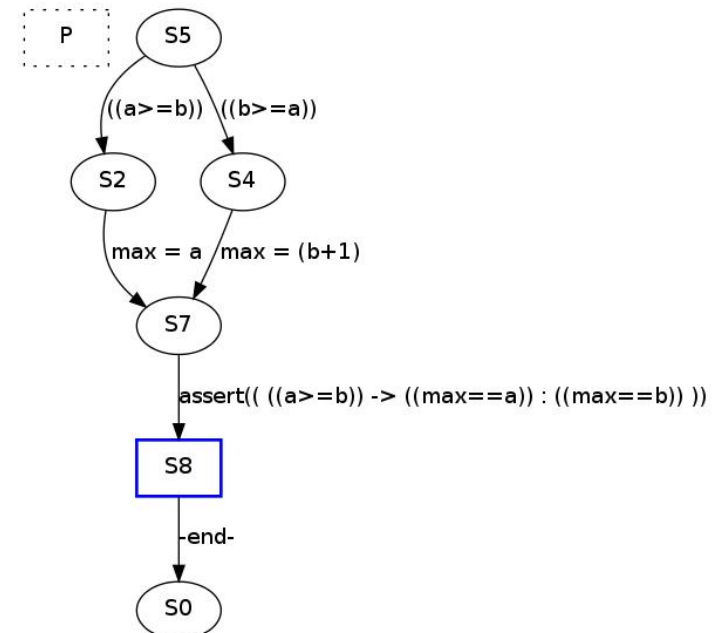 P
S5
((a>=b))
((b>=a))
S2
S4
max = a
max = (b+1)
S7
assert(( ((a>=b)) -> ((max==a)) : ((max==b)) ))
S8
-end-
S0